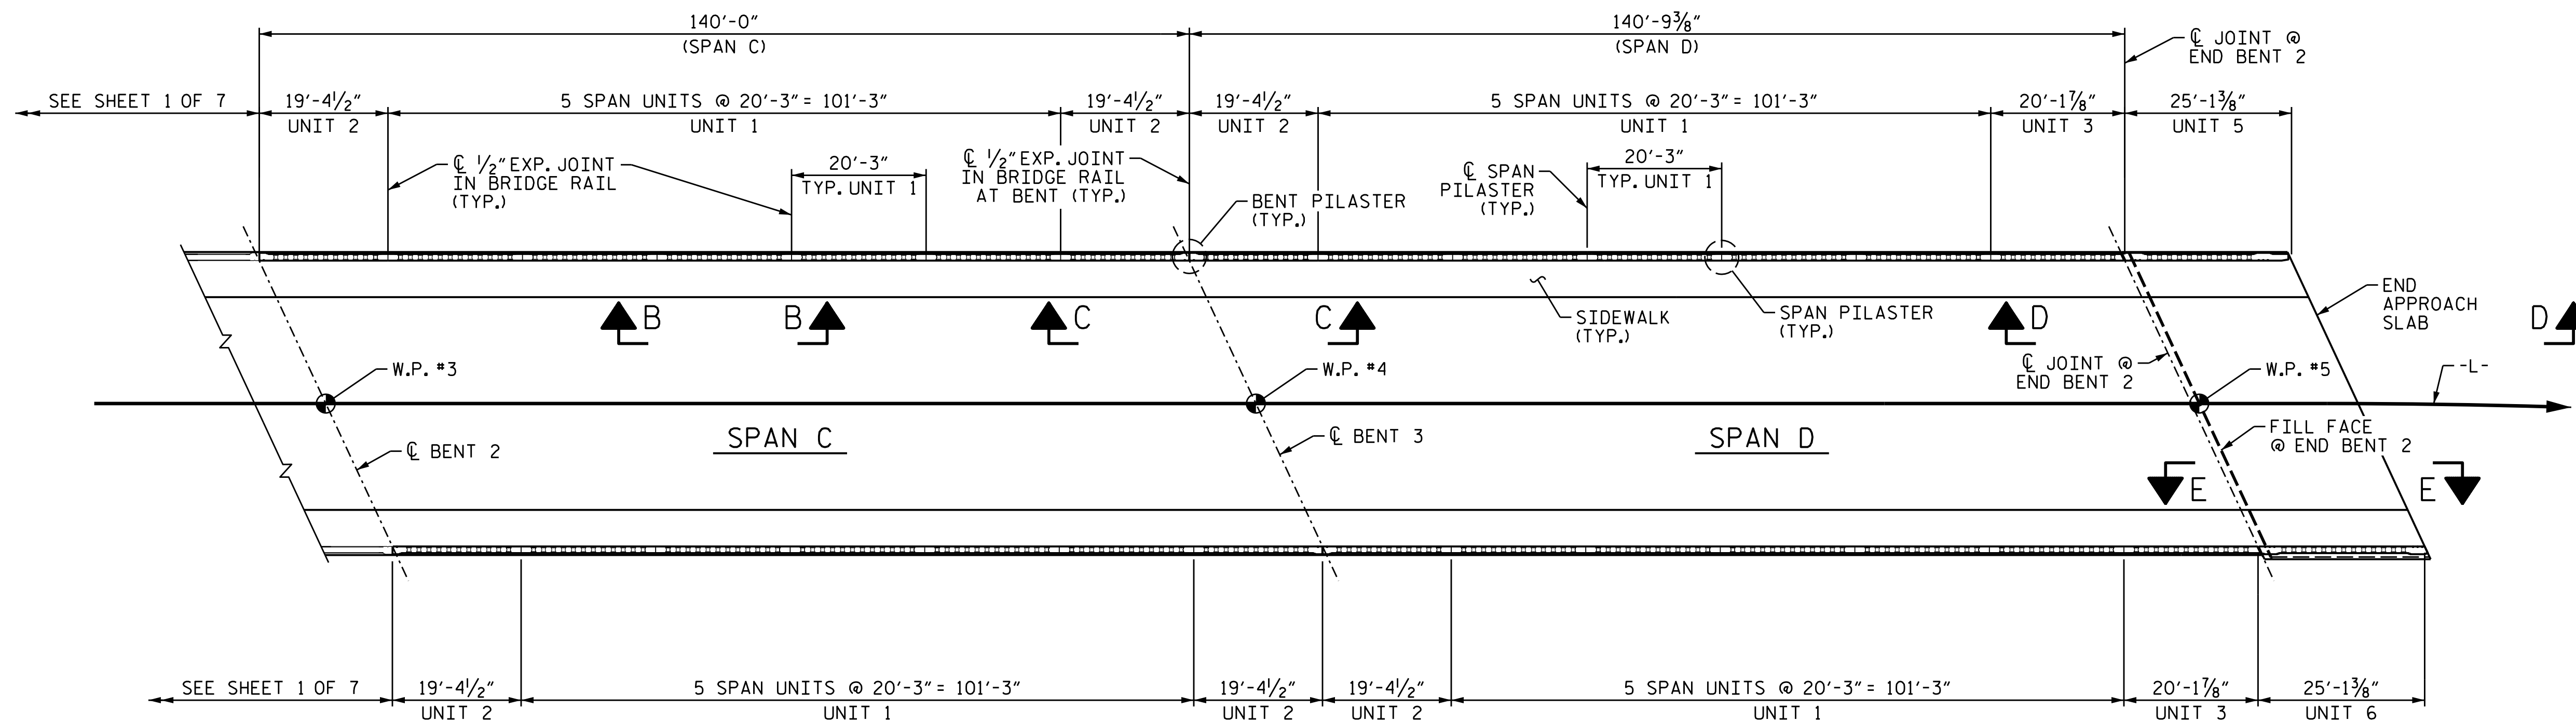 140'-0"
(SPAN C)
140'-9⅜"
(SPAN D)
℄ JOINT @
END BENT 2
SEE SHEET 1 OF 7
19'-4½"
UNIT 2
5 SPAN UNITS @ 20'-3" = 101'-3"
UNIT 1
19'-4½"
UNIT 2
19'-4½"
UNIT 2
5 SPAN UNITS @ 20'-3" = 101'-3"
UNIT 1
20'-1⅞"
UNIT 3
25'-1⅜"
UNIT 5
℄ ½" EXP. JOINT
IN BRIDGE RAIL
(TYP.)
20'-3"
TYP. UNIT 1
℄ ½" EXP. JOINT
IN BRIDGE RAIL
AT BENT (TYP.)
BENT PILASTER
(TYP.)
℄ SPAN
PILASTER
(TYP.)
20'-3"
TYP. UNIT 1
B
B
C
C
SIDEWALK
(TYP.)
SPAN PILASTER
(TYP.)
D
END
APPROACH
SLAB
D
W.P. #3
W.P. #4
℄ JOINT @
END BENT 2
W.P. #5
-L-
℄ BENT 2
SPAN C
℄ BENT 3
SPAN D
FILL FACE
@ END BENT 2
E
E
SEE SHEET 1 OF 7
19'-4½"
UNIT 2
5 SPAN UNITS @ 20'-3" = 101'-3"
UNIT 1
19'-4½"
UNIT 2
19'-4½"
UNIT 2
5 SPAN UNITS @ 20'-3" = 101'-3"
UNIT 1
20'-1⅞"
UNIT 3
25'-1⅜"
UNIT 6